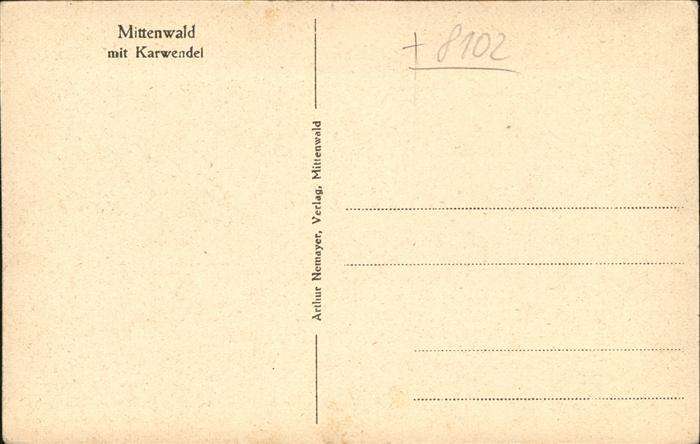 Mittenwald
mit Karwendel
+ 8102
Arthur Nemayer, Verlag, Mittenwald